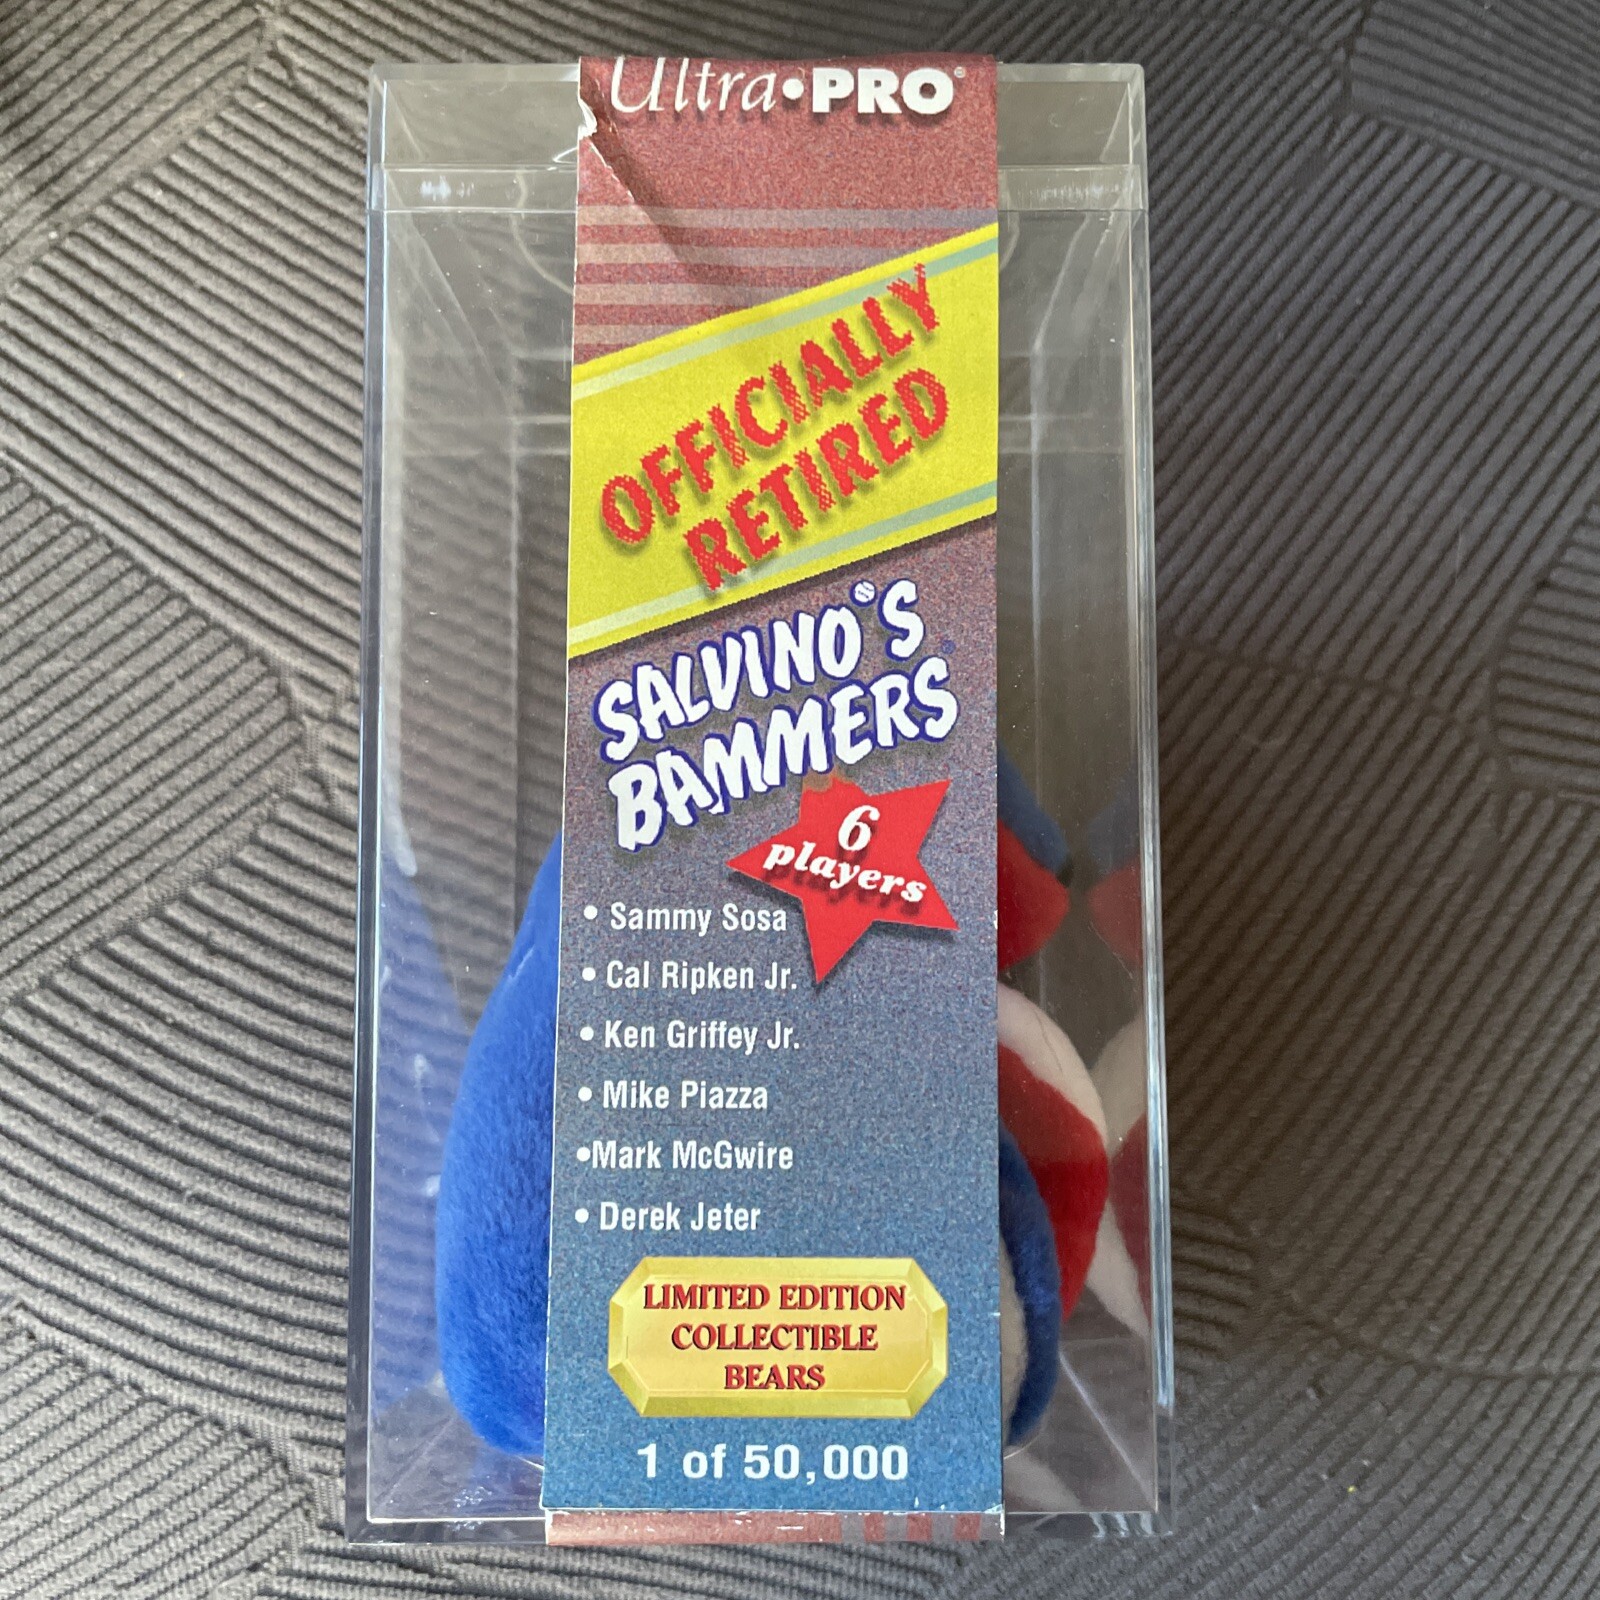 Ultra•PRO®
OFFICIALLY
RETIRED
SALVINO'S
BAMMERS®
6
players
• Sammy Sosa
• Cal Ripken Jr.
• Ken Griffey Jr.
• Mike Piazza
•Mark McGwire
• Derek Jeter
LIMITED EDITION
COLLECTIBLE
BEARS
1 of 50,000